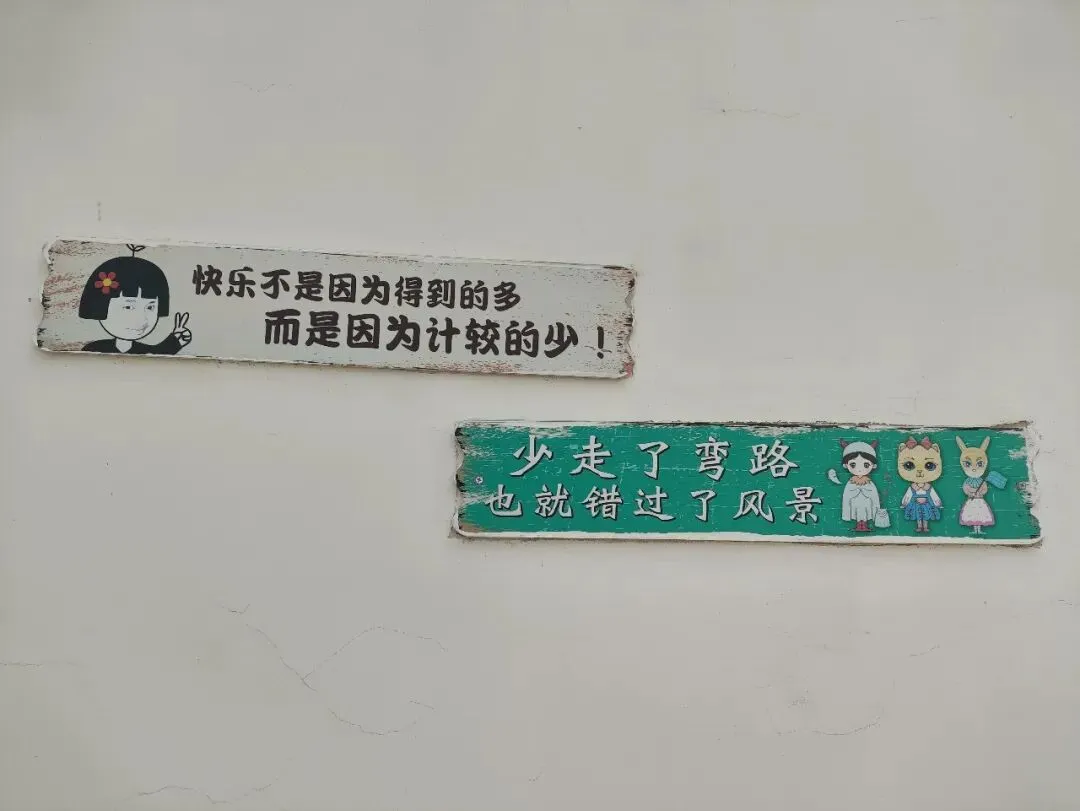 快乐不是因为得到的多
而是因为计较的少！
少走了弯路
也就错过了风景